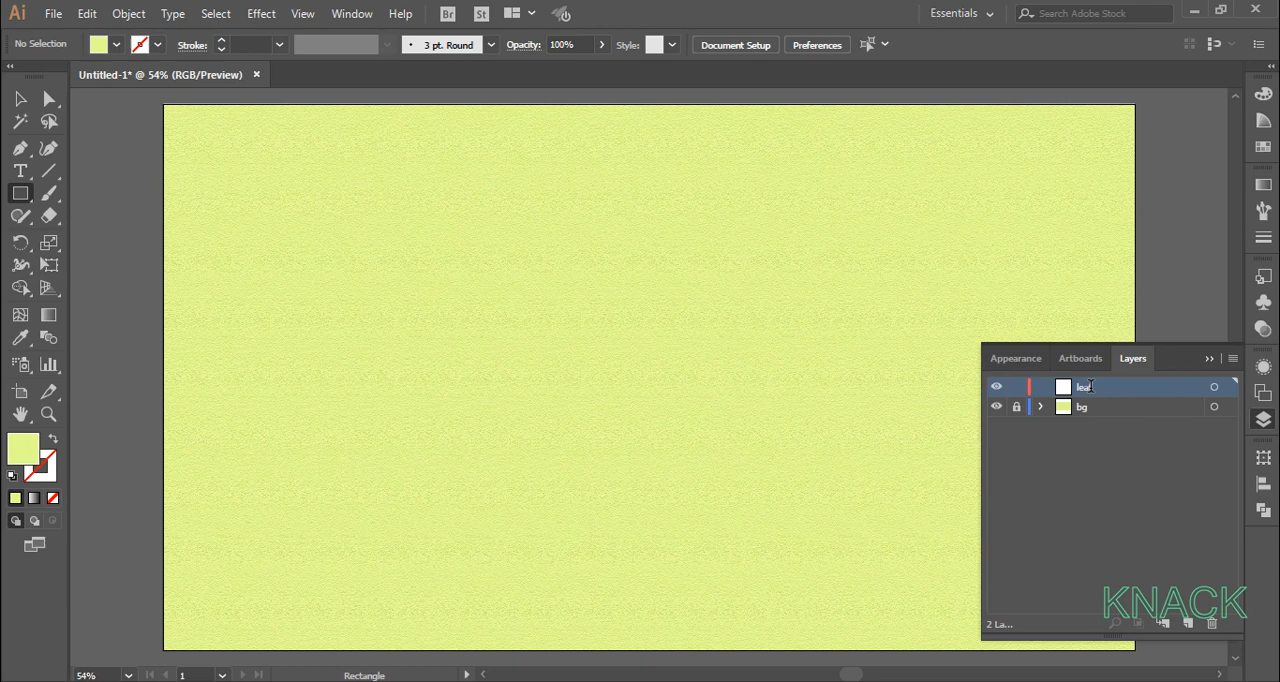 Ai File Edit Object Type Select Effect View Window Help Br St Essentials Search Adobe Stock
No Selection Stroke: 3 pt. Round Opacity: 100% Style: Document Setup Preferences
Untitled-1* @ 54% (RGB/Preview)
Appearance Artboards Layers
bg
KNACK
2 La...
54% 1 Rectangle